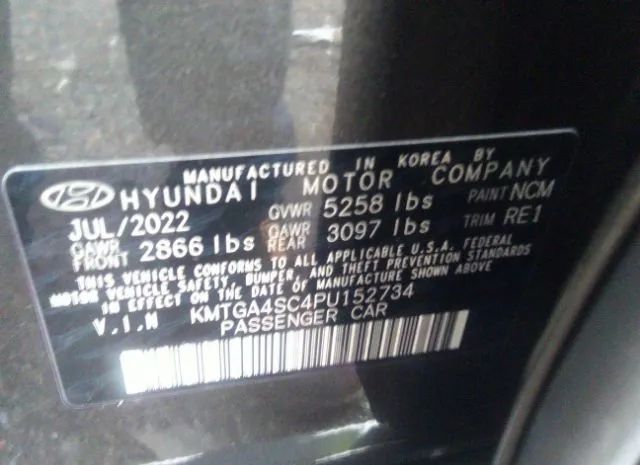 MANUFACTURED IN KOREA BY
HYUNDAI MOTOR COMPANY
JUL/2022 GVWR 5258 lbs PAINT NCM
GAWR FRONT 2866 lbs GAWR REAR 3097 lbs TRIM RE1
THIS VEHICLE CONFORMS TO ALL APPLICABLE U.S.A. FEDERAL
MOTOR VEHICLE SAFETY, BUMPER, AND THEFT PREVENTION STANDARDS
IN EFFECT ON THE DATE OF MANUFACTURE SHOWN ABOVE
V.I.N KMTGA4SC4PU152734
PASSENGER CAR